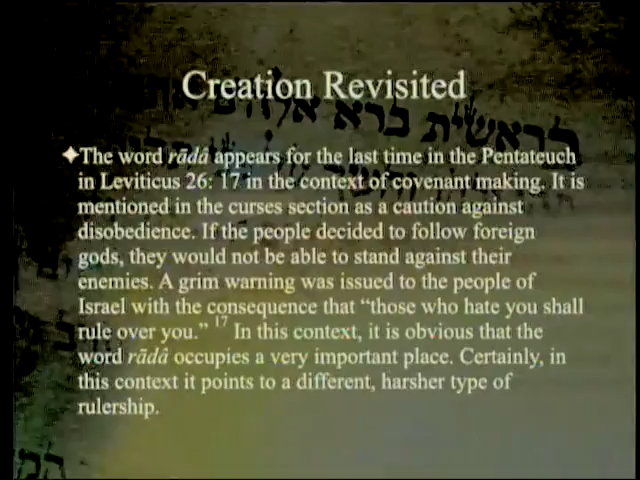 Creation Revisited
✦The word rādâ appears for the last time in the Pentateuch
in Leviticus 26: 17 in the context of covenant making. It is
mentioned in the curses section as a caution against
disobedience. If the people decided to follow foreign
gods, they would not be able to stand against their
enemies. A grim warning was issued to the people of
Israel with the consequence that “those who hate you shall
rule over you.” 17 In this context, it is obvious that the
word rādâ occupies a very important place. Certainly, in
this context it points to a different, harsher type of
rulership.
בראשית ברא אלהים